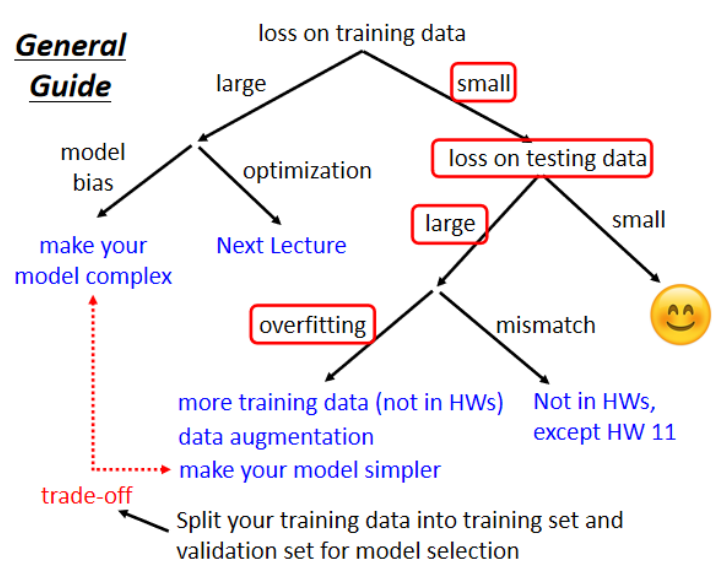 General
Guide
loss on training data
large
small
model
bias
optimization
loss on testing data
make your
model complex
Next Lecture
large
small
overfitting
mismatch
more training data (not in HWs)
data augmentation
make your model simpler
Not in HWs,
except HW 11
trade-off
Split your training data into training set and
validation set for model selection